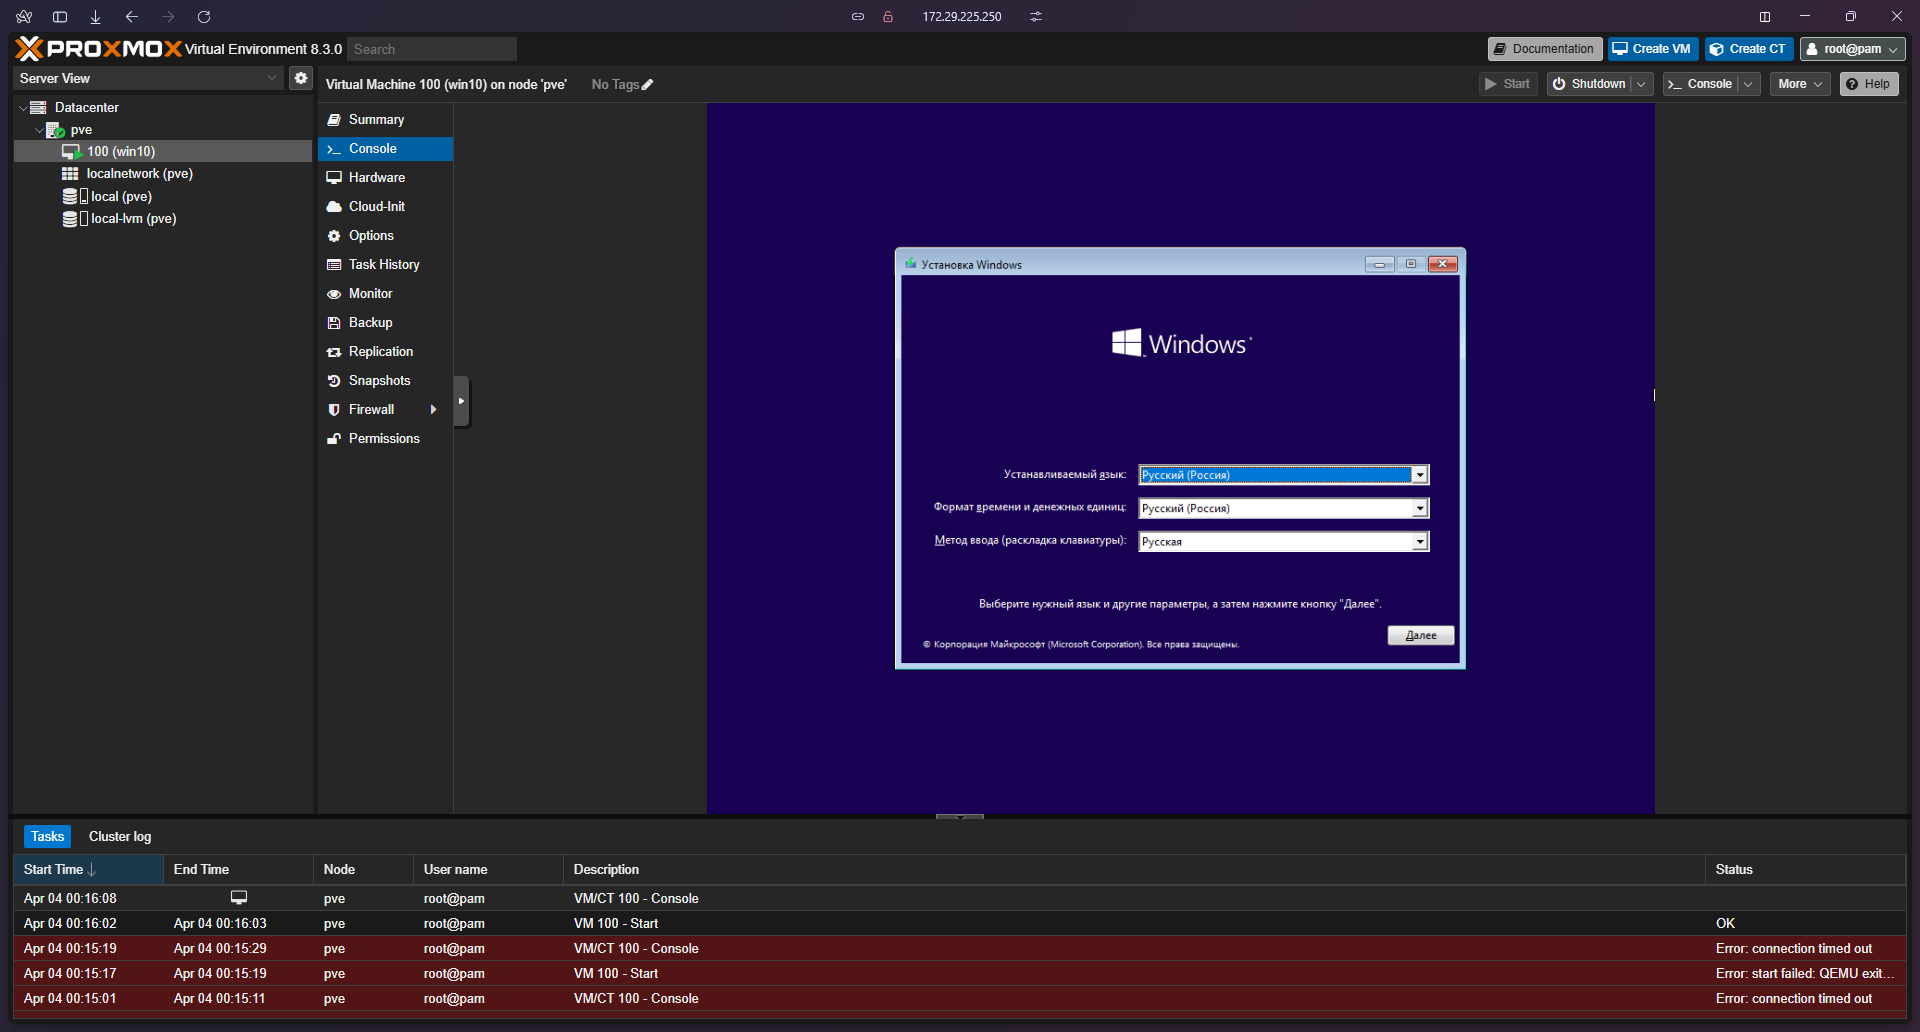 172.29.225.250
PROXMOX Virtual Environment 8.3.0 Search
Documentation Create VM Create CT root@pam
Server View
Virtual Machine 100 (win10) on node 'pve' No Tags
Start Shutdown Console More Help
Datacenter
pve
100 (win10)
localnetwork (pve)
local (pve)
local-lvm (pve)
Summary
Console
Hardware
Cloud-Init
Options
Task History
Monitor
Backup
Replication
Snapshots
Firewall
Permissions
Установка Windows
Windows
Устанавливаемый язык: Русский (Россия)
Формат времени и денежных единиц: Русский (Россия)
Метод ввода (раскладка клавиатуры): Русская
Выберите нужный язык и другие параметры, а затем нажмите кнопку "Далее".
Далее
© Корпорация Майкрософт (Microsoft Corporation). Все права защищены.
Tasks Cluster log
Start Time End Time Node User name Description Status
Apr 04 00:16:08 pve root@pam VM/CT 100 - Console
Apr 04 00:16:02 Apr 04 00:16:03 pve root@pam VM 100 - Start OK
Apr 04 00:15:19 Apr 04 00:15:29 pve root@pam VM/CT 100 - Console Error: connection timed out
Apr 04 00:15:17 Apr 04 00:15:19 pve root@pam VM 100 - Start Error: start failed: QEMU exit...
Apr 04 00:15:01 Apr 04 00:15:11 pve root@pam VM/CT 100 - Console Error: connection timed out